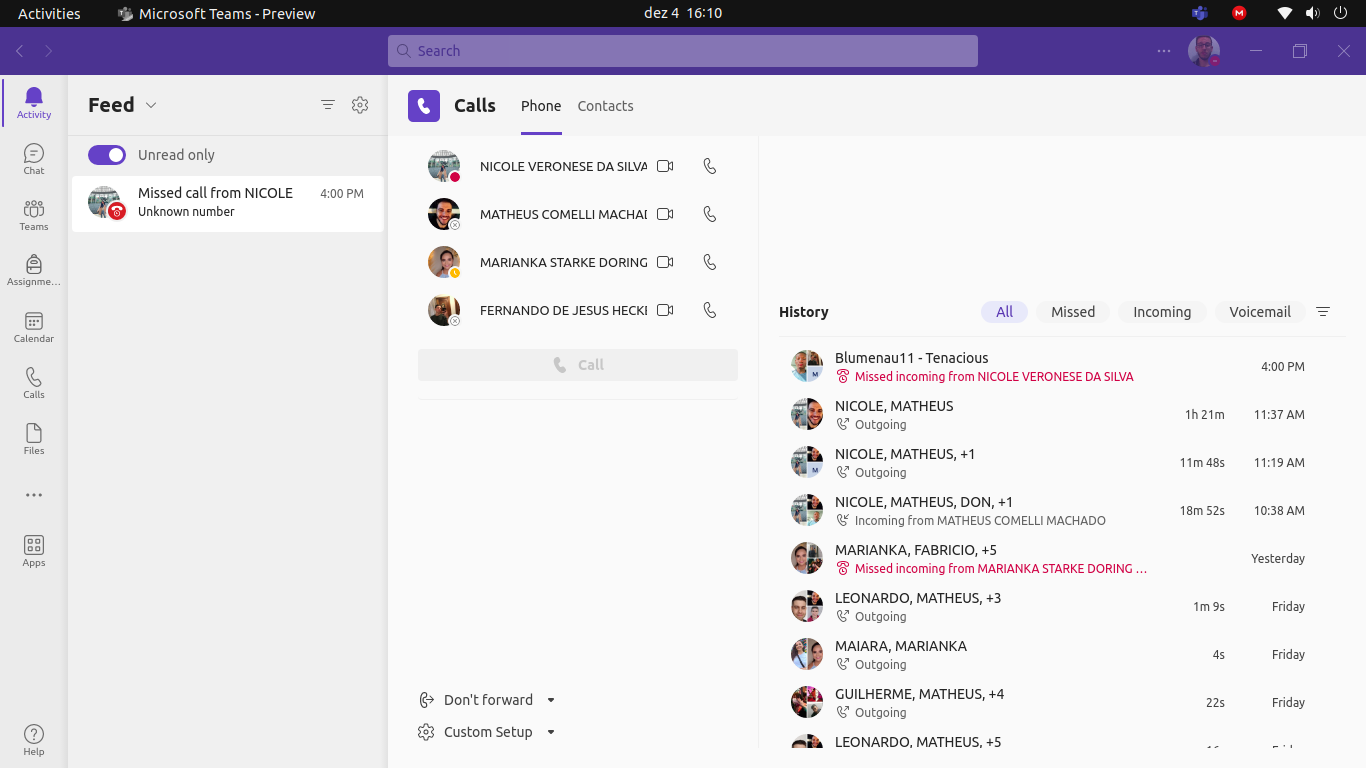 Activities
Microsoft Teams - Preview
dez 4 16:10
Search
Activity
Chat
Teams
Assignme...
Calendar
Calls
Files
Apps
Help
Feed
Unread only
Missed call from NICOLE 4:00 PM
Unknown number
Calls Phone Contacts
NICOLE VERONESE DA SILVA
MATHEUS COMELLI MACHAD
MARIANKA STARKE DORING
FERNANDO DE JESUS HECKE
Call
Don't forward
Custom Setup
History All Missed Incoming Voicemail
Blumenau11 - Tenacious
Missed incoming from NICOLE VERONESE DA SILVA
4:00 PM
M
NICOLE, MATHEUS
Outgoing
1h 21m 11:37 AM
NICOLE, MATHEUS, +1
Outgoing
11m 48s 11:19 AM
M
NICOLE, MATHEUS, DON, +1
Incoming from MATHEUS COMELLI MACHADO
18m 52s 10:38 AM
MARIANKA, FABRICIO, +5
Missed incoming from MARIANKA STARKE DORING ...
Yesterday
LEONARDO, MATHEUS, +3
Outgoing
1m 9s Friday
MAIARA, MARIANKA
Outgoing
4s Friday
GUILHERME, MATHEUS, +4
Outgoing
22s Friday
LEONARDO, MATHEUS, +5